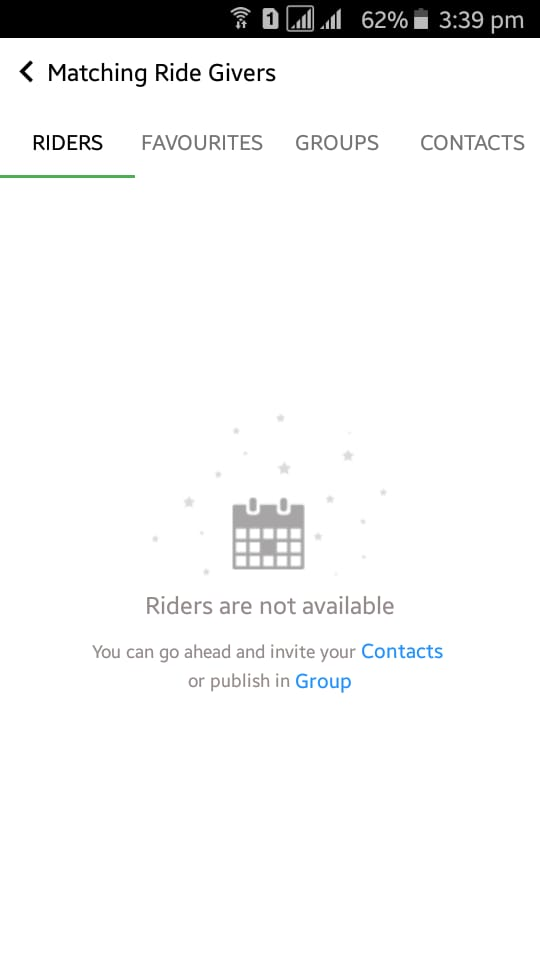 1 62% 3:39 pm
Matching Ride Givers
RIDERS FAVOURITES GROUPS CONTACTS
Riders are not available
You can go ahead and invite your Contacts
or publish in Group